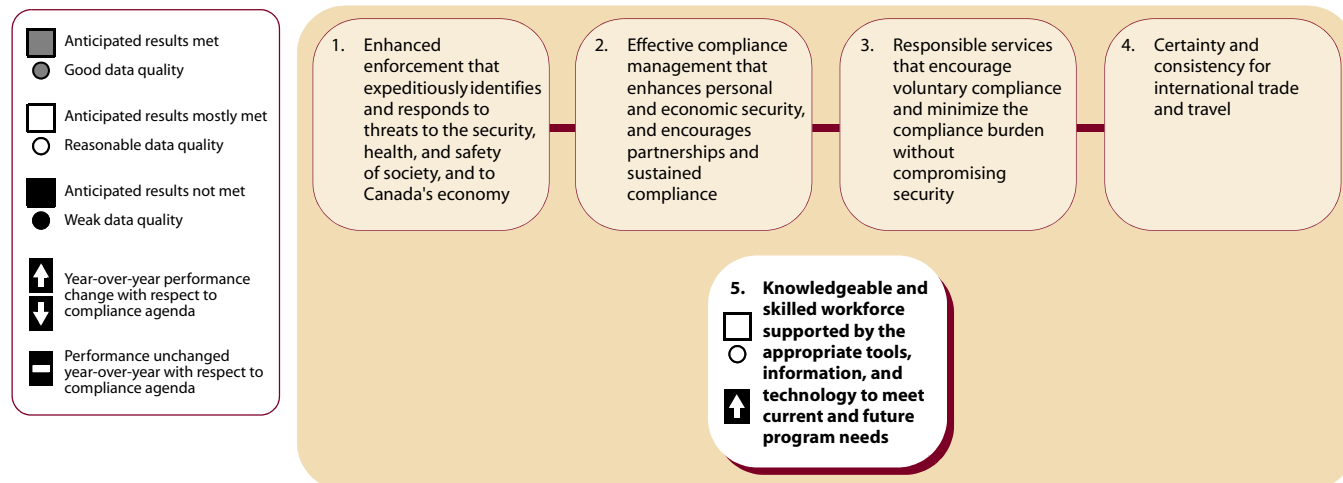 Anticipated results met
Good data quality
Anticipated results mostly met
Reasonable data quality
Anticipated results not met
Weak data quality
Year-over-year performance
change with respect to
compliance agenda
Performance unchanged
year-over-year with respect to
compliance agenda
1. Enhanced
enforcement that
expeditiously identifies
and responds to
threats to the security,
health, and safety
of society, and to
Canada's economy
2. Effective compliance
management that
enhances personal
and economic security,
and encourages
partnerships and
sustained
compliance
3. Responsible services
that encourage
voluntary compliance
and minimize the
compliance burden
without
compromising
security
4. Certainty and
consistency for
international trade
and travel
5. Knowledgeable and
skilled workforce
supported by the
appropriate tools,
information, and
technology to meet
current and future
program needs